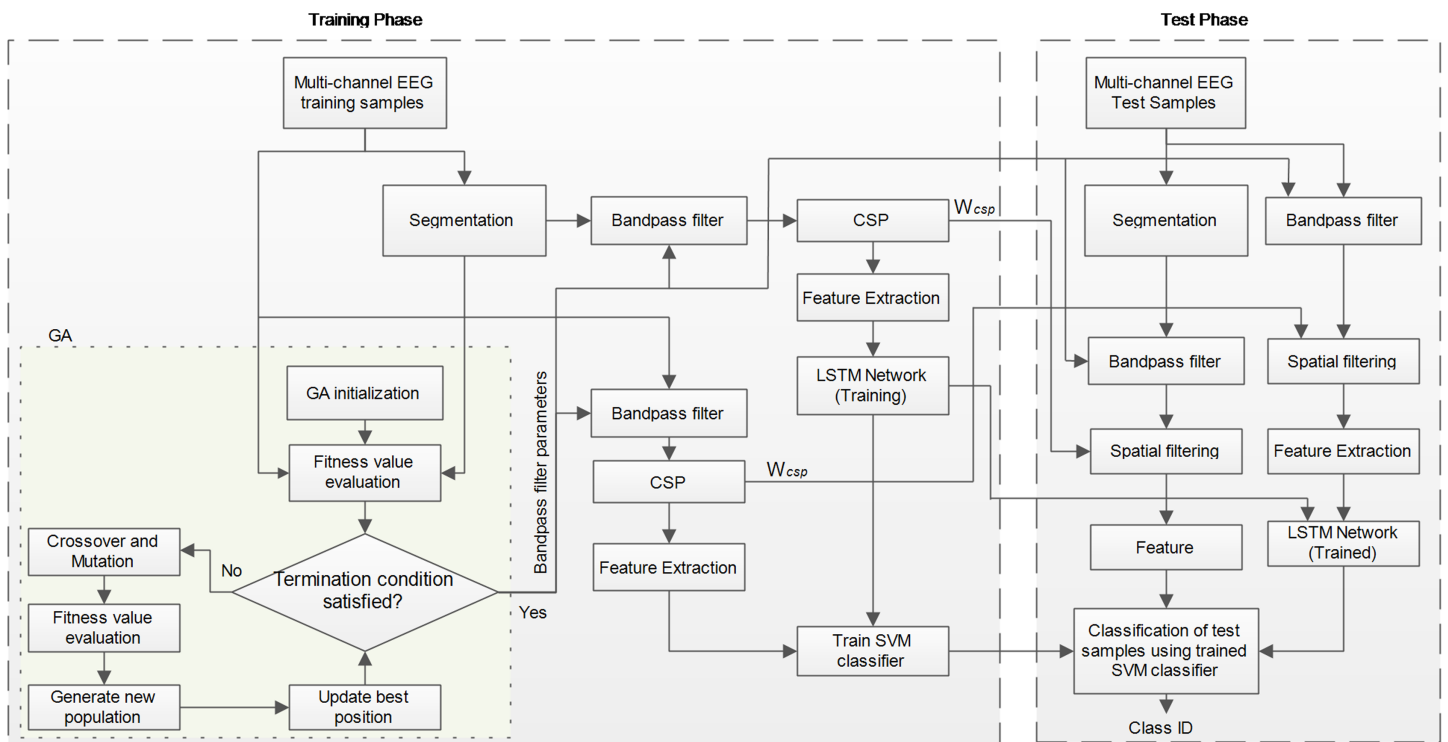 Training Phase
Test Phase
Multi-channel EEG
training samples
Segmentation
Bandpass filter
CSP
Wcsp
Feature Extraction
LSTM Network
(Training)
GA
GA initialization
Fitness value
evaluation
Termination condition
satisfied?
No
Yes
Crossover and
Mutation
Fitness value
evaluation
Generate new
population
Update best
position
Bandpass filter parameters
Bandpass filter
CSP
Wcsp
Feature Extraction
Train SVM
classifier
Multi-channel EEG
Test Samples
Segmentation
Bandpass filter
Bandpass filter
Spatial filtering
Spatial filtering
Feature Extraction
Feature
LSTM Network
(Trained)
Classification of test
samples using trained
SVM classifier
Class ID